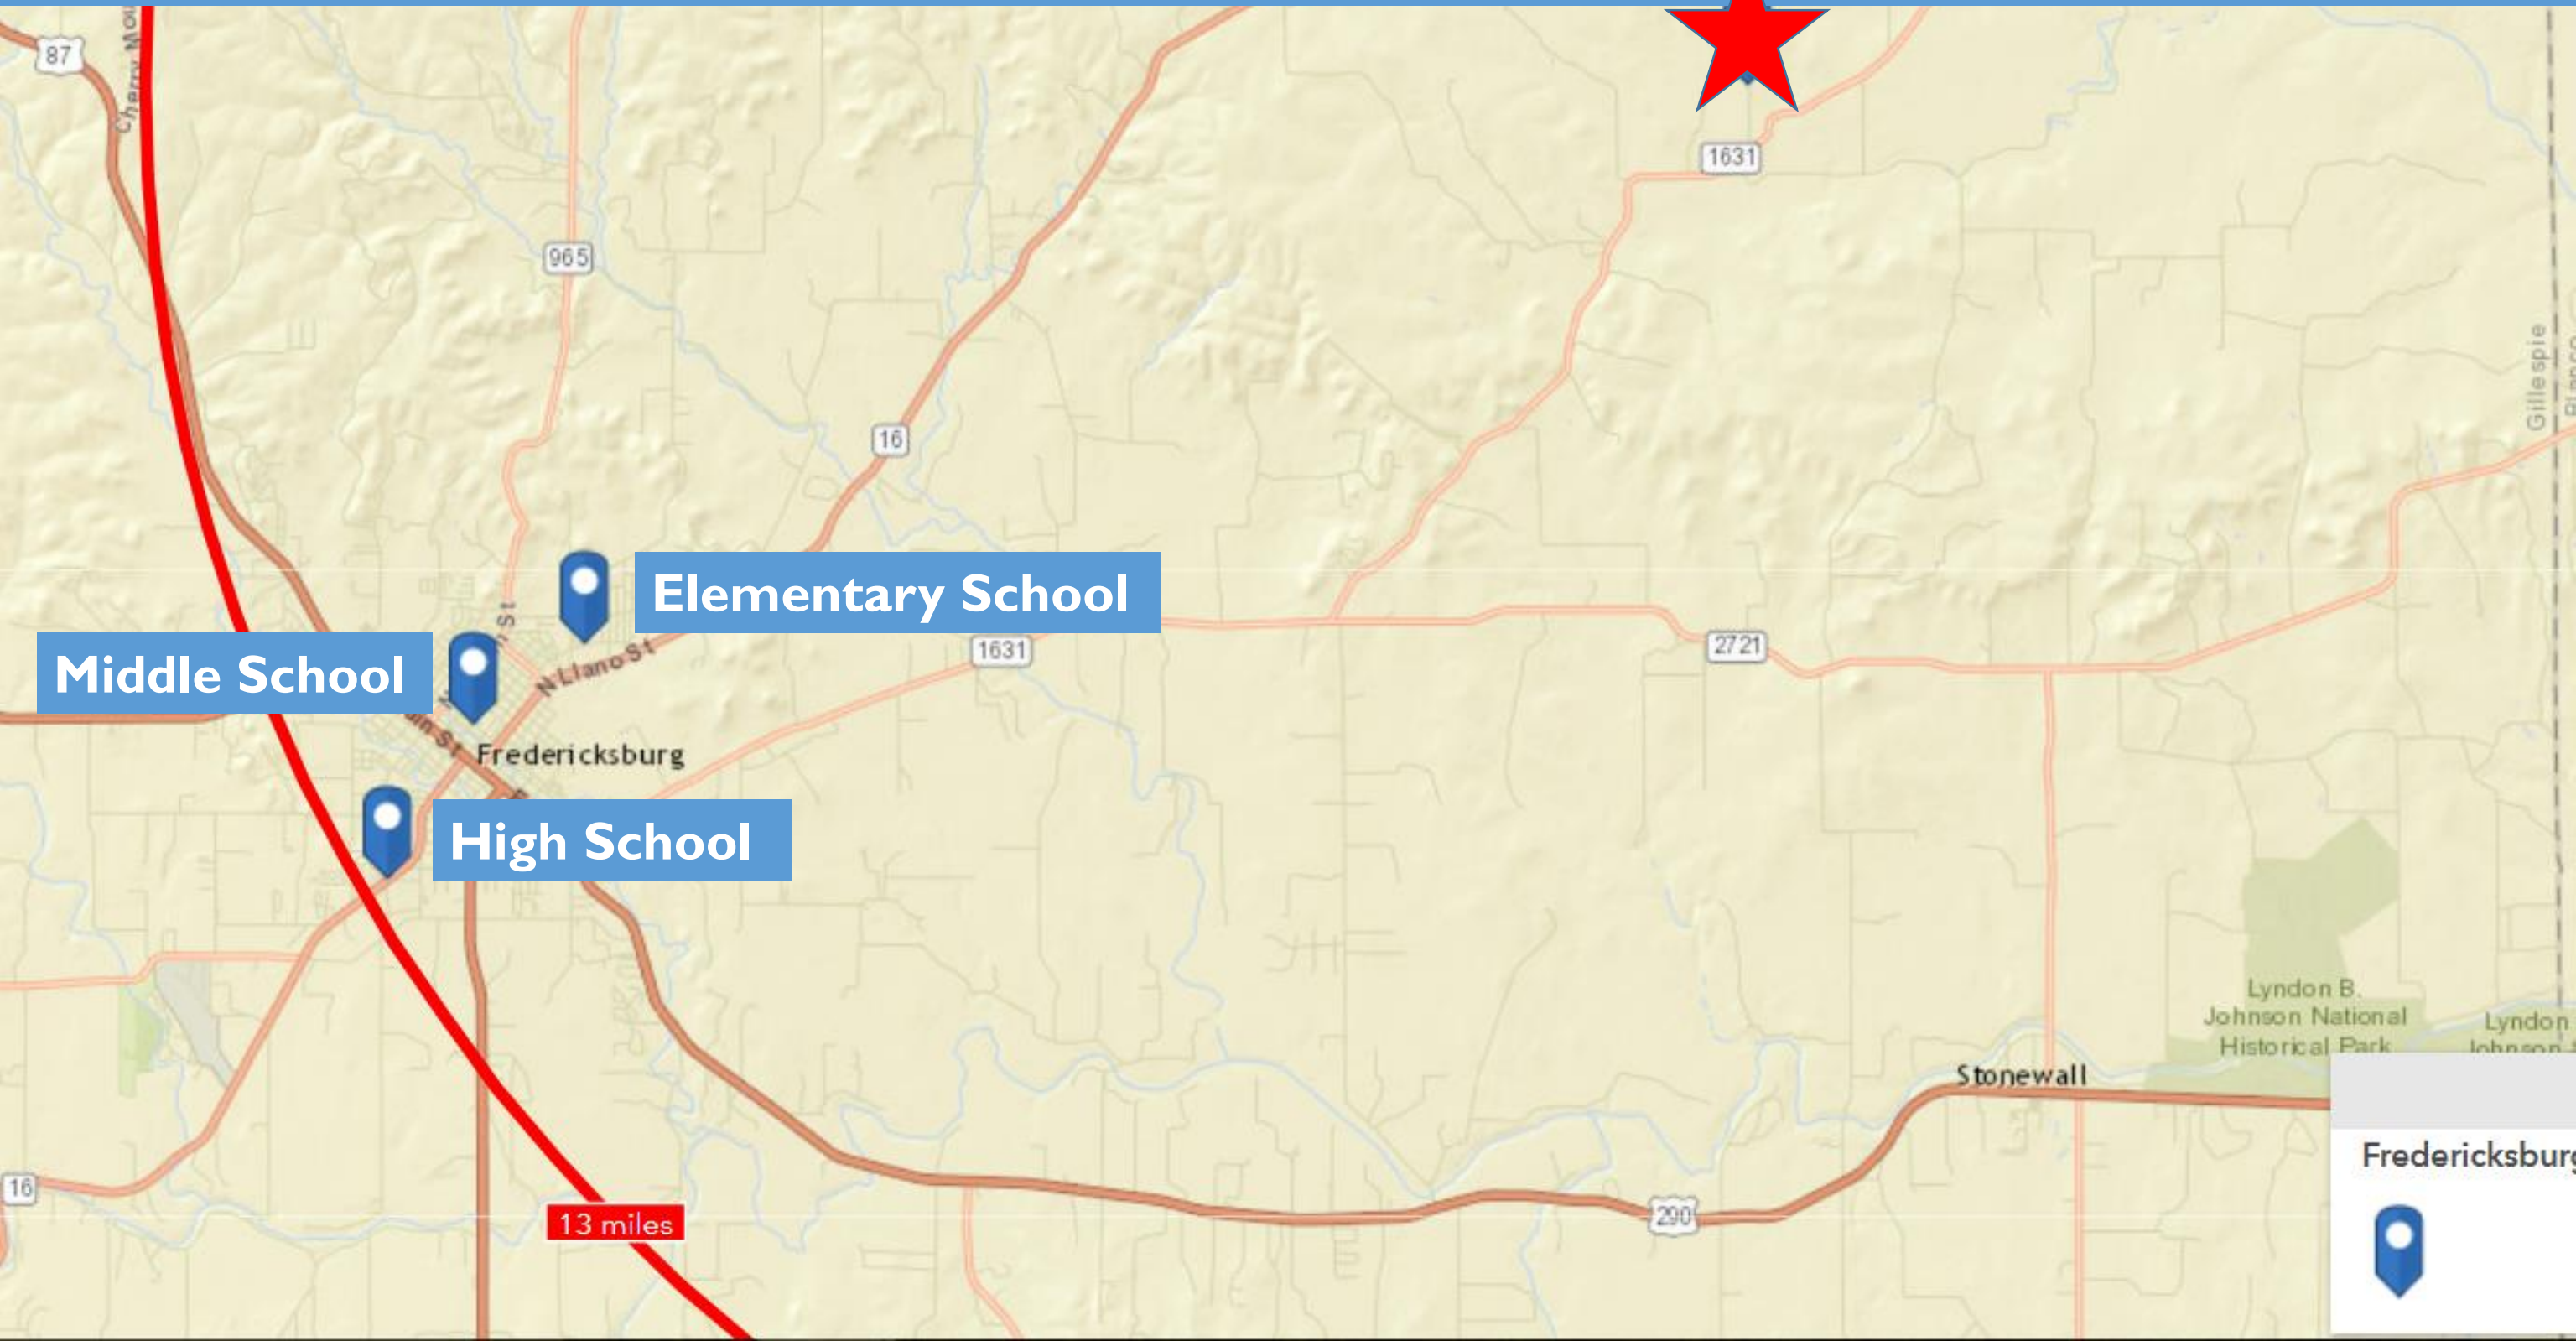 87
1631
965
Gillespie
16
Elementary School
Middle School
N Llano St
1631
2721
Fredericksburg
High School
Lyndon B.
Johnson National
Historical Park
Lyndon
Stonewall
Fredericksburg
16
13 miles
290